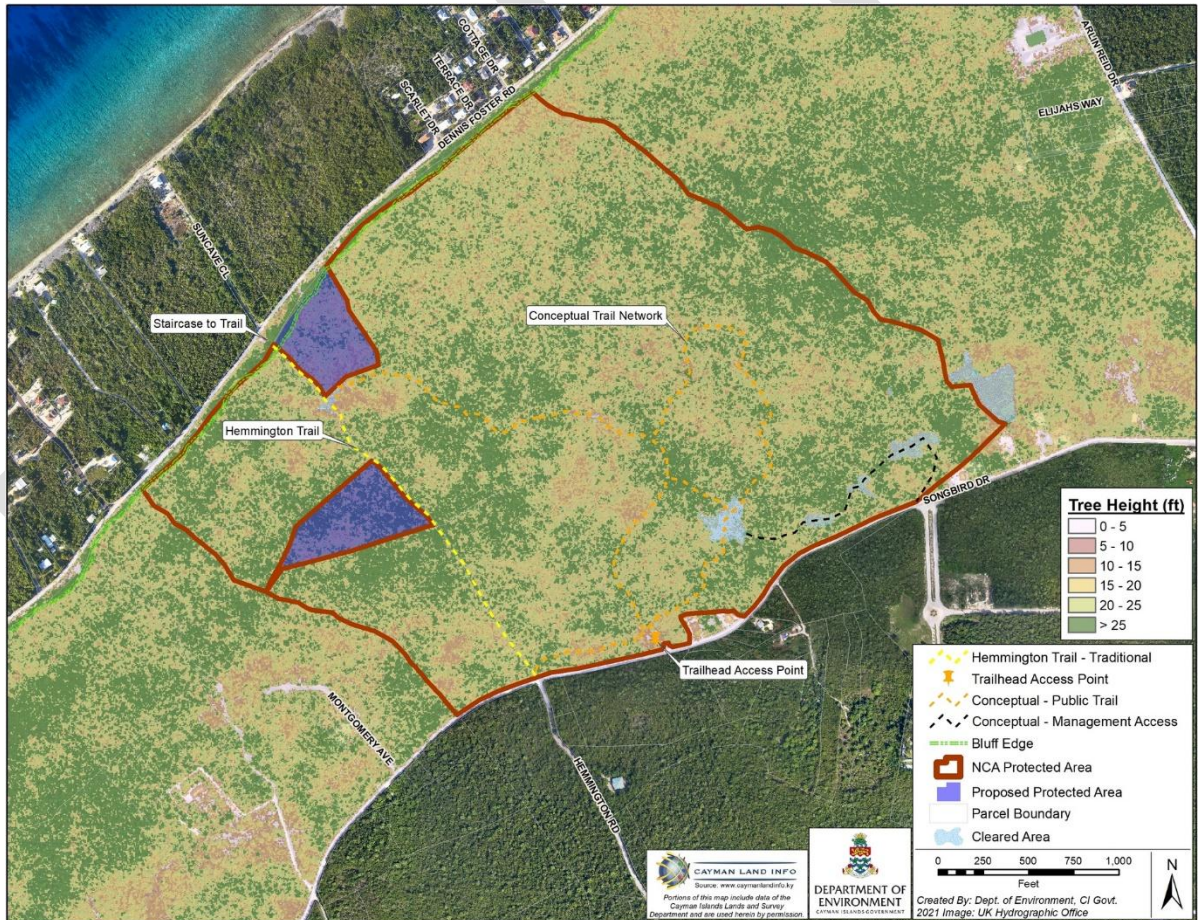 COTTAGE DR
TERRACE DR
SCARLET DR
DENNIS FOSTER RD
ARLIN REID DR
ELIJAHS WAY
SUNCAVE CL
Staircase to Trail
Conceptual Trail Network
Hemmington Trail
SONGBIRD DR
Trailhead Access Point
MONTGOMERY AVE
HEMMINGTON RD
Tree Height (ft)
0 - 5
5 - 10
10 - 15
15 - 20
20 - 25
> 25
Hemmington Trail - Traditional
Trailhead Access Point
Conceptual - Public Trail
Conceptual - Management Access
Bluff Edge
NCA Protected Area
Proposed Protected Area
Parcel Boundary
Cleared Area
0 250 500 750 1,000
Feet
N
Created By: Dept. of Environment, CI Govt.
2021 Image: UK Hydrographic Office
CAYMAN LAND INFO
Source: www.caymanlandinfo.ky
Portions of this map include data of the
Cayman Islands Lands and Survey
Department and are used herein by permission
DEPARTMENT OF
ENVIRONMENT
CAYMAN ISLANDS GOVERNMENT